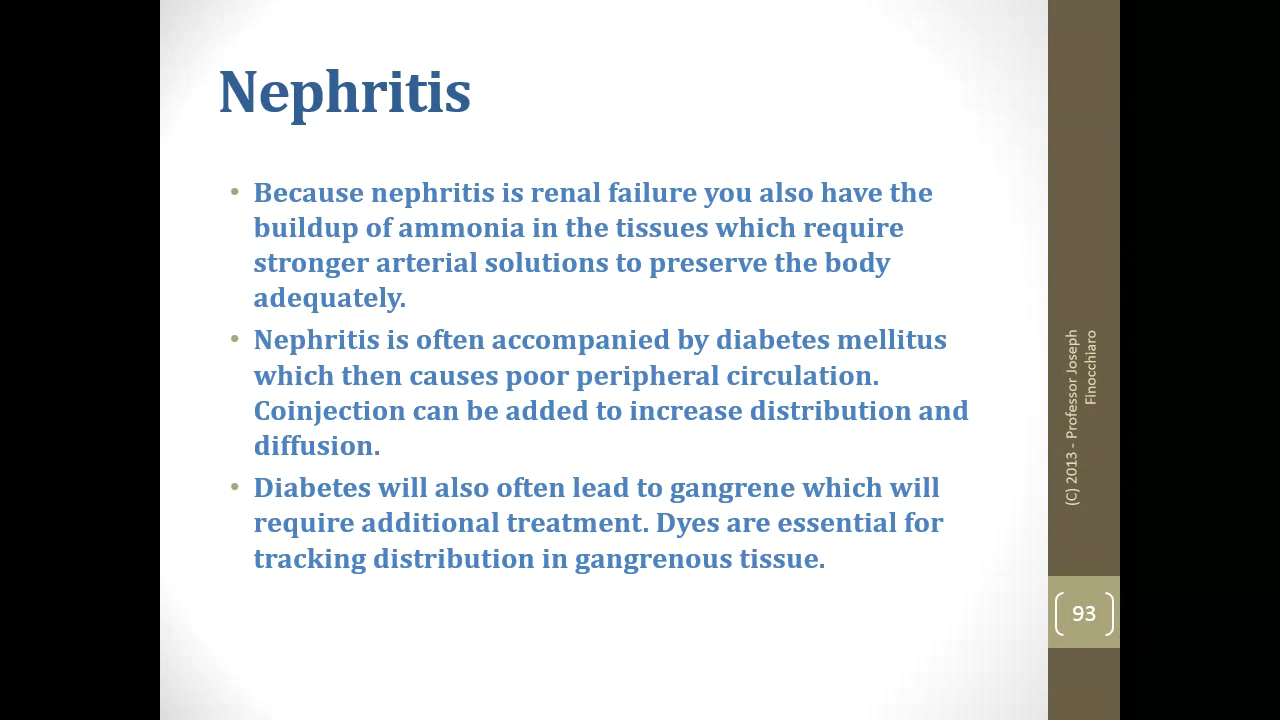 Nephritis
• Because nephritis is renal failure you also have the
buildup of ammonia in the tissues which require
stronger arterial solutions to preserve the body
adequately.
• Nephritis is often accompanied by diabetes mellitus
which then causes poor peripheral circulation.
Coinjection can be added to increase distribution and
diffusion.
• Diabetes will also often lead to gangrene which will
require additional treatment. Dyes are essential for
tracking distribution in gangrenous tissue.
(C) 2013 - Professor Joseph
Finocchiaro
93